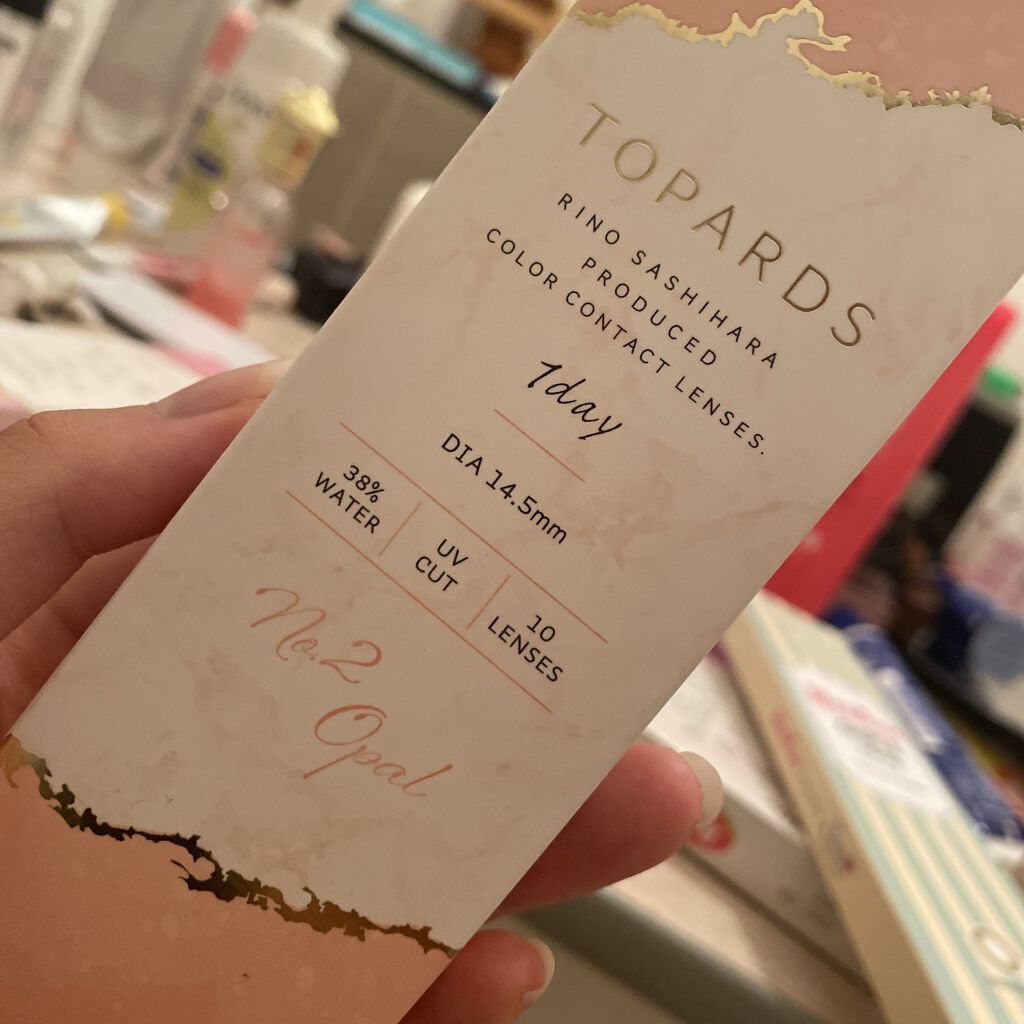 TOPARDS
RINO SASHIHARA
PRODUCED
COLOR CONTACT LENSES.
1day
DIA 14.5mm
38%
WATER
UV
CUT
10
LENSES
No.2
Opal